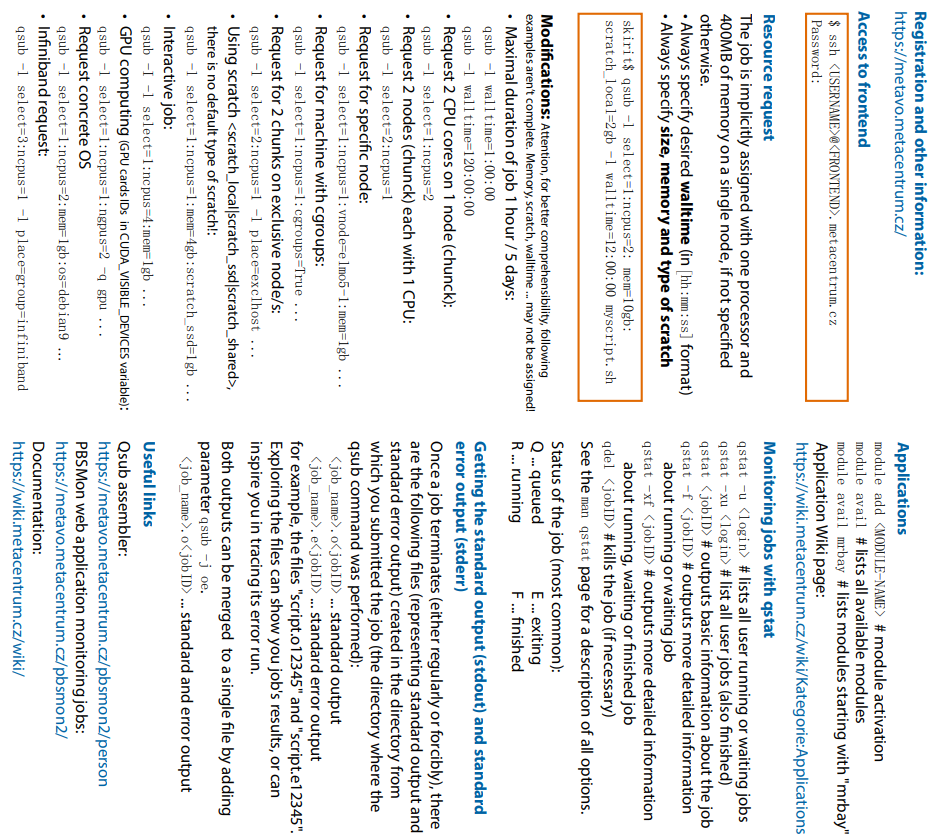 Registration and other information:
https://metavo.metacentrum.cz/
Access to frontend
$ ssh <USERNAME>@<FRONTEND>.metacentrum.cz
Password:
Resource request
The job is implicitly assigned with one processor and
400MB of memory on a single node, if not specified
otherwise.
• Always specify desired walltime (in [hh:mm:ss] format)
• Always specify size, memory and type of scratch
skirit$ qsub -l select=1:ncpus=2: mem=10gb:
scratch_local=2gb -l walltime=12:00:00 myscript.sh
Modifications: Attention, for better comprehensibility, following
examples aren't complete. Memory, scratch, walltime ... may not be assigned!
• Maximal duration of job 1 hour / 5 days:
qsub -l walltime=1:00:00
qsub -l walltime=120:00:00
• Request 2 CPU cores on 1 node (chunck):
qsub -l select=1:ncpus=2
• Request 2 nodes (chunck) each with 1 CPU:
qsub -l select=2:ncpus=1
• Request for specific node:
qsub -l select=1:ncpus=1:vnode=elmo5-1:mem=1gb ...
• Request for machine with cgroups:
qsub -l select=1:ncpus=1:cgroups=True ...
• Request for 2 chunks on exclusive node/s:
qsub -l select=2:ncpus=1 -l place=exclhost ...
• Using scratch <scratch_local|scratch_ssd|scratch_shared>,
there is no default type of scratch!:
qsub -l select=1:ncpus=1:mem=4gb:scratch_ssd=1gb ...
• Interactive job:
qsub -I -l select=1:ncpus=4:mem=1gb ...
• GPU computing (GPU cards IDs in CUDA_VISIBLE_DEVICES variable):
qsub -l select=1:ncpus=1:ngpus=2 -q gpu ...
• Request concrete OS
qsub -l select=1:ncpus=2:mem=1gb:os=debian9 ...
• Infiniband request:
qsub -l select=3:ncpus=1 -l place=group=infiniband
Applications
module add <MODULE-NAME> # module activation
module avail # lists all available modules
module avail mrbay # lists modules starting with "mrbay"
Application Wiki page:
https://wiki.metacentrum.cz/wiki/Kategorie:Applications
Monitoring jobs with qstat
qstat -u <login> # lists all user running or waiting jobs
qstat -xu <login> # list all user jobs (also finished)
qstat <jobID> # outputs basic information about the job
qstat -f <jobID> # outputs more detailed information
about running or waiting job
qstat -xf <jobID> # outputs more detailed information
about running, waiting or finished job
qdel <jobID> # kills the job (if necessary)
See the man qstat page for a description of all options.
Status of the job (most common):
Q ... queued E ... exiting
R ... running F ... finished
Getting the standard output (stdout) and standard
error output (stderr)
Once a job terminates (either regularly or forcibly), there
are the following files (representing standard output and
standard error output) created in the directory from
which you submitted the job (the directory where the
qsub command was performed):
<job_name>.o<jobID> ... standard output
<job_name>.e<jobID> ... standard error output
for example, the files "script.o12345" and "script.e12345".
Exploring the files can show you job's results, or can
inspire you in tracing its error run.
Both outputs can be merged to a single file by adding
parameter qsub -j oe.
<job_name>.o<jobID> ... standard and error output
Useful links
Qsub assembler:
https://metavo.metacentrum.cz/pbsmon2/person
PBSMon web application monitoring jobs:
https://metavo.metacentrum.cz/pbsmon2/
Documentation:
https://wiki.metacentrum.cz/wiki/